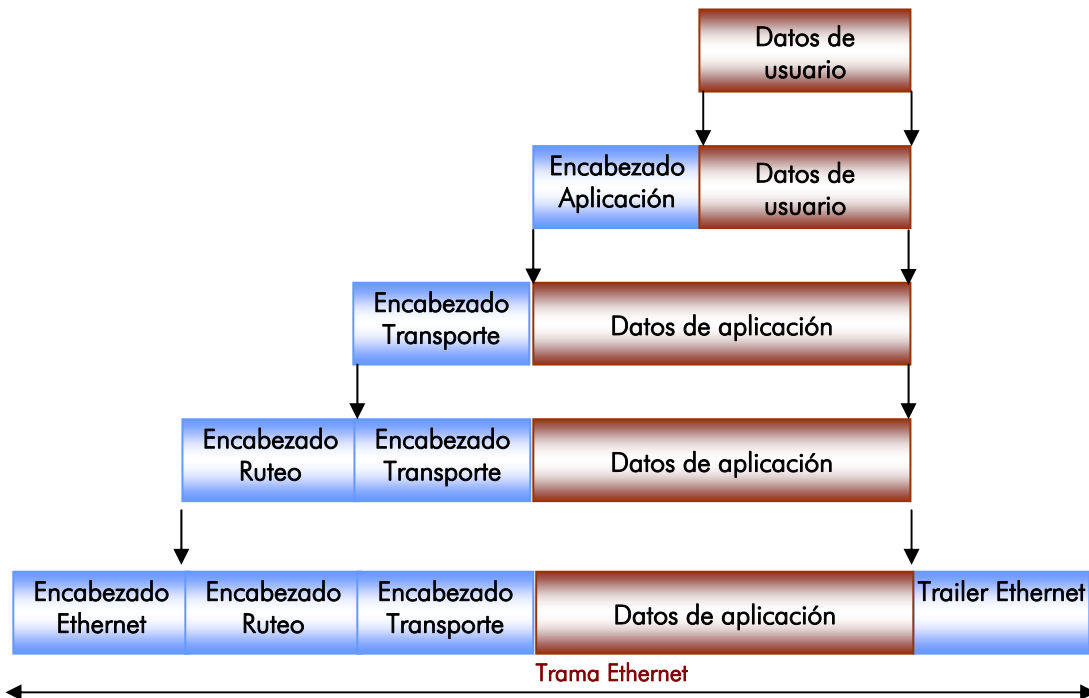 Datos de
usuario
Encabezado
Aplicación
Datos de
usuario
Encabezado
Transporte
Datos de aplicación
Encabezado
Ruteo
Encabezado
Transporte
Datos de aplicación
Encabezado
Ethernet
Encabezado
Ruteo
Encabezado
Transporte
Datos de aplicación
Trailer Ethernet
Trama Ethernet